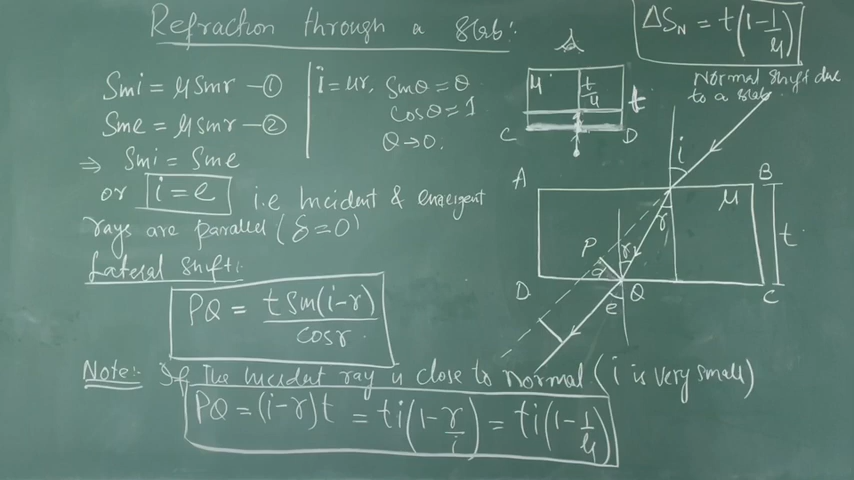 Refraction through a slab:
Sin i = μ Sin r — ①
Sin e = μ Sin r — ②
⇒ Sin i = Sin e
or i = e i.e Incident & emergent
rays are parallel (δ = 0)
i = μr, Sinθ = θ
Cosθ = 1
θ → 0.
ΔS_N = t(1 - 1/μ)
Normal Shift due
to a slab
μ t/μ t
C D
i
A B
μ
r
t
P r
D Q C
e
Lateral Shift:
PQ = t Sin(i-r)/cos r
Note:- If The Incident ray is close to normal (i is very small)
PQ = (i-r)t = ti(1 - r/i) = ti(1 - 1/μ)